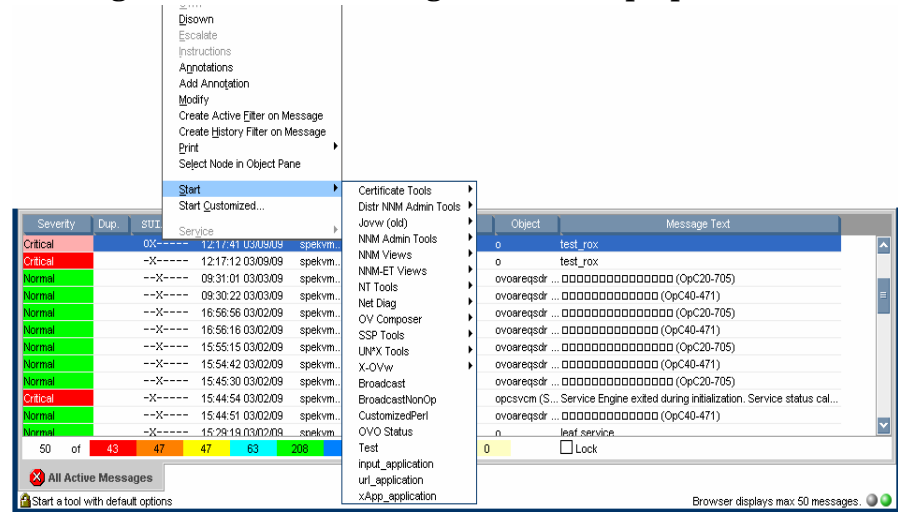 Disown
Escalate
Instructions
Annotations
Add Annotation
Modify
Create Active Filter on Message
Create History Filter on Message
Print
Select Node in Object Pane
Start
Start Customized...
Service
Certificate Tools
Distr NNM Admin Tools
Jovw (old)
NNM Admin Tools
NNM Views
NNM-ET Views
NT Tools
Net Diag
OV Composer
SSP Tools
UN*X Tools
X-OVw
Broadcast
BroadcastNonOp
CustomizedPerl
OVO Status
Test
input_application
url_application
xApp_application
Severity Dup. SUI Object Message Text
Critical 0X----- 12:17:41 03/09/09 spekvm... o test_rox
Critical -X----- 12:17:12 03/09/09 spekvm... o test_rox
Normal --X---- 09:31:01 03/03/09 spekvm... ovoareqsdr ... □□□□□□□□□□□□□□□ (OpC20-705)
Normal --X---- 09:30:22 03/03/09 spekvm... ovoareqsdr ... □□□□□□□□□□□□□□□ (OpC40-471)
Normal --X---- 16:56:56 03/02/09 spekvm... ovoareqsdr ... □□□□□□□□□□□□□□□ (OpC20-705)
Normal --X---- 16:56:16 03/02/09 spekvm... ovoareqsdr ... □□□□□□□□□□□□□□□ (OpC40-471)
Normal --X---- 15:55:15 03/02/09 spekvm... ovoareqsdr ... □□□□□□□□□□□□□□□ (OpC20-705)
Normal --X---- 15:54:42 03/02/09 spekvm... ovoareqsdr ... □□□□□□□□□□□□□□□ (OpC40-471)
Normal --X---- 15:45:30 03/02/09 spekvm... ovoareqsdr ... □□□□□□□□□□□□□□□ (OpC20-705)
Critical -X----- 15:44:54 03/02/09 spekvm... opcsvcm (S... Service Engine exited during initialization. Service status cal...
Normal --X---- 15:44:51 03/02/09 spekvm... ovoareqsdr ... □□□□□□□□□□□□□□□ (OpC40-471)
Normal -X----- 15:29:19 03/02/09 spekvm... o leaf service
50 of 43 47 47 63 208 0 Lock
All Active Messages
Start a tool with default options Browser displays max 50 messages.